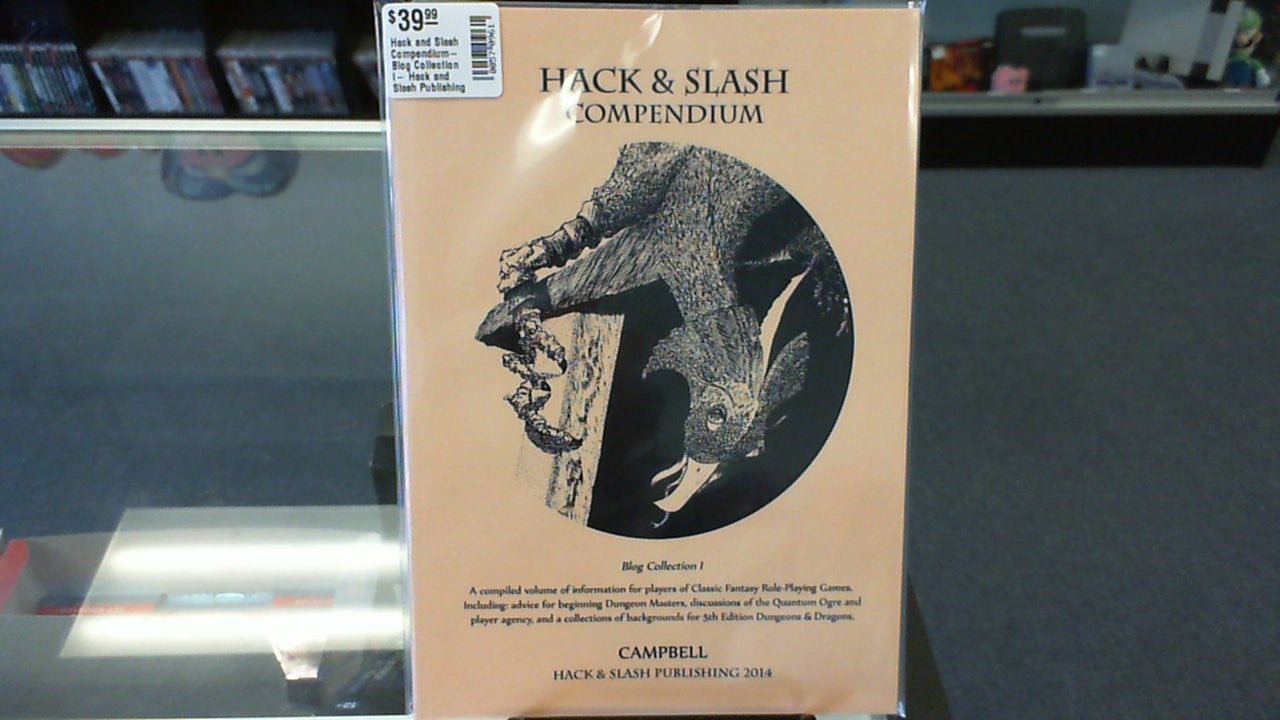 $39.99
Hack and Slash
Compendium—
Blog Collection
I— Hack and
Slash Publishing
HACK & SLASH
COMPENDIUM
Blog Collection I
A compiled volume of information for players of Classic Fantasy Role-Playing Games.
Including: advice for beginning Dungeon Masters, discussions of the Quantum Ogre and
player agency, and a collections of backgrounds for 5th Edition Dungeons & Dragons.
CAMPBELL
HACK & SLASH PUBLISHING 2014